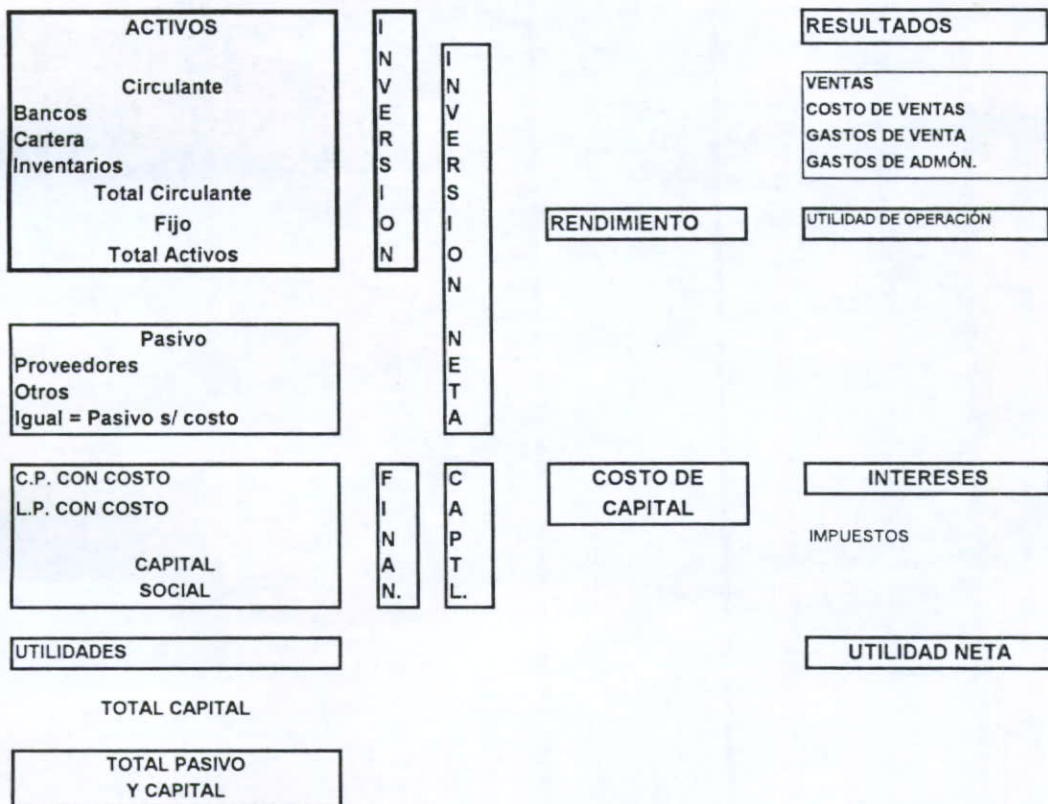 ACTIVOS
Circulante
Bancos
Cartera
Inventarios
Total Circulante
Fijo
Total Activos
INVERSION
INVERSION NETA
Pasivo
Proveedores
Otros
Igual = Pasivo s/ costo
C.P. CON COSTO
L.P. CON COSTO
CAPITAL
SOCIAL
FINAN.
CAPTL.
UTILIDADES
TOTAL CAPITAL
TOTAL PASIVO
Y CAPITAL
RENDIMIENTO
COSTO DE
CAPITAL
RESULTADOS
VENTAS
COSTO DE VENTAS
GASTOS DE VENTA
GASTOS DE ADMÓN.
UTILIDAD DE OPERACIÓN
INTERESES
IMPUESTOS
UTILIDAD NETA